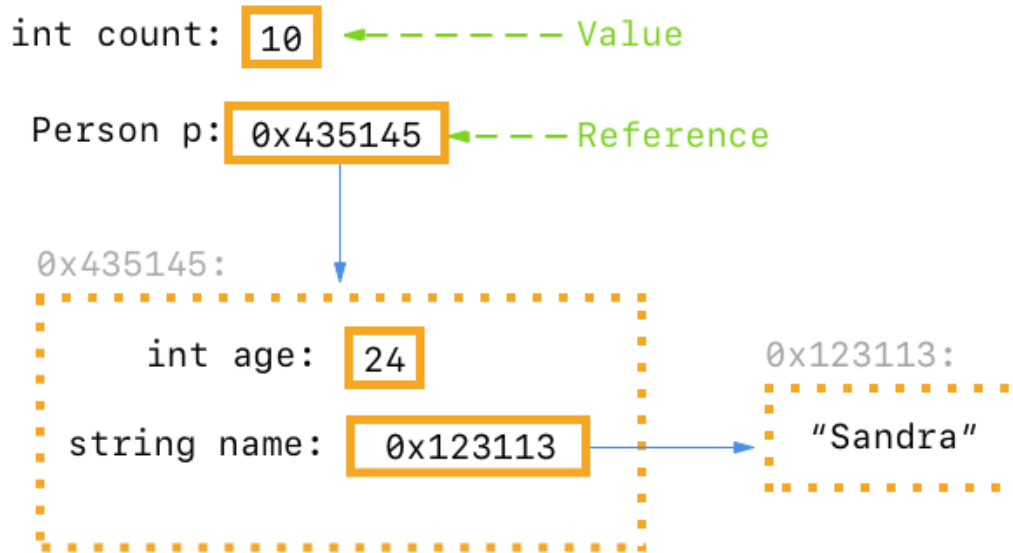 int count: 10 Value
Person p: 0x435145 Reference
0x435145:
int age: 24
0x123113:
string name: 0x123113 “Sandra”